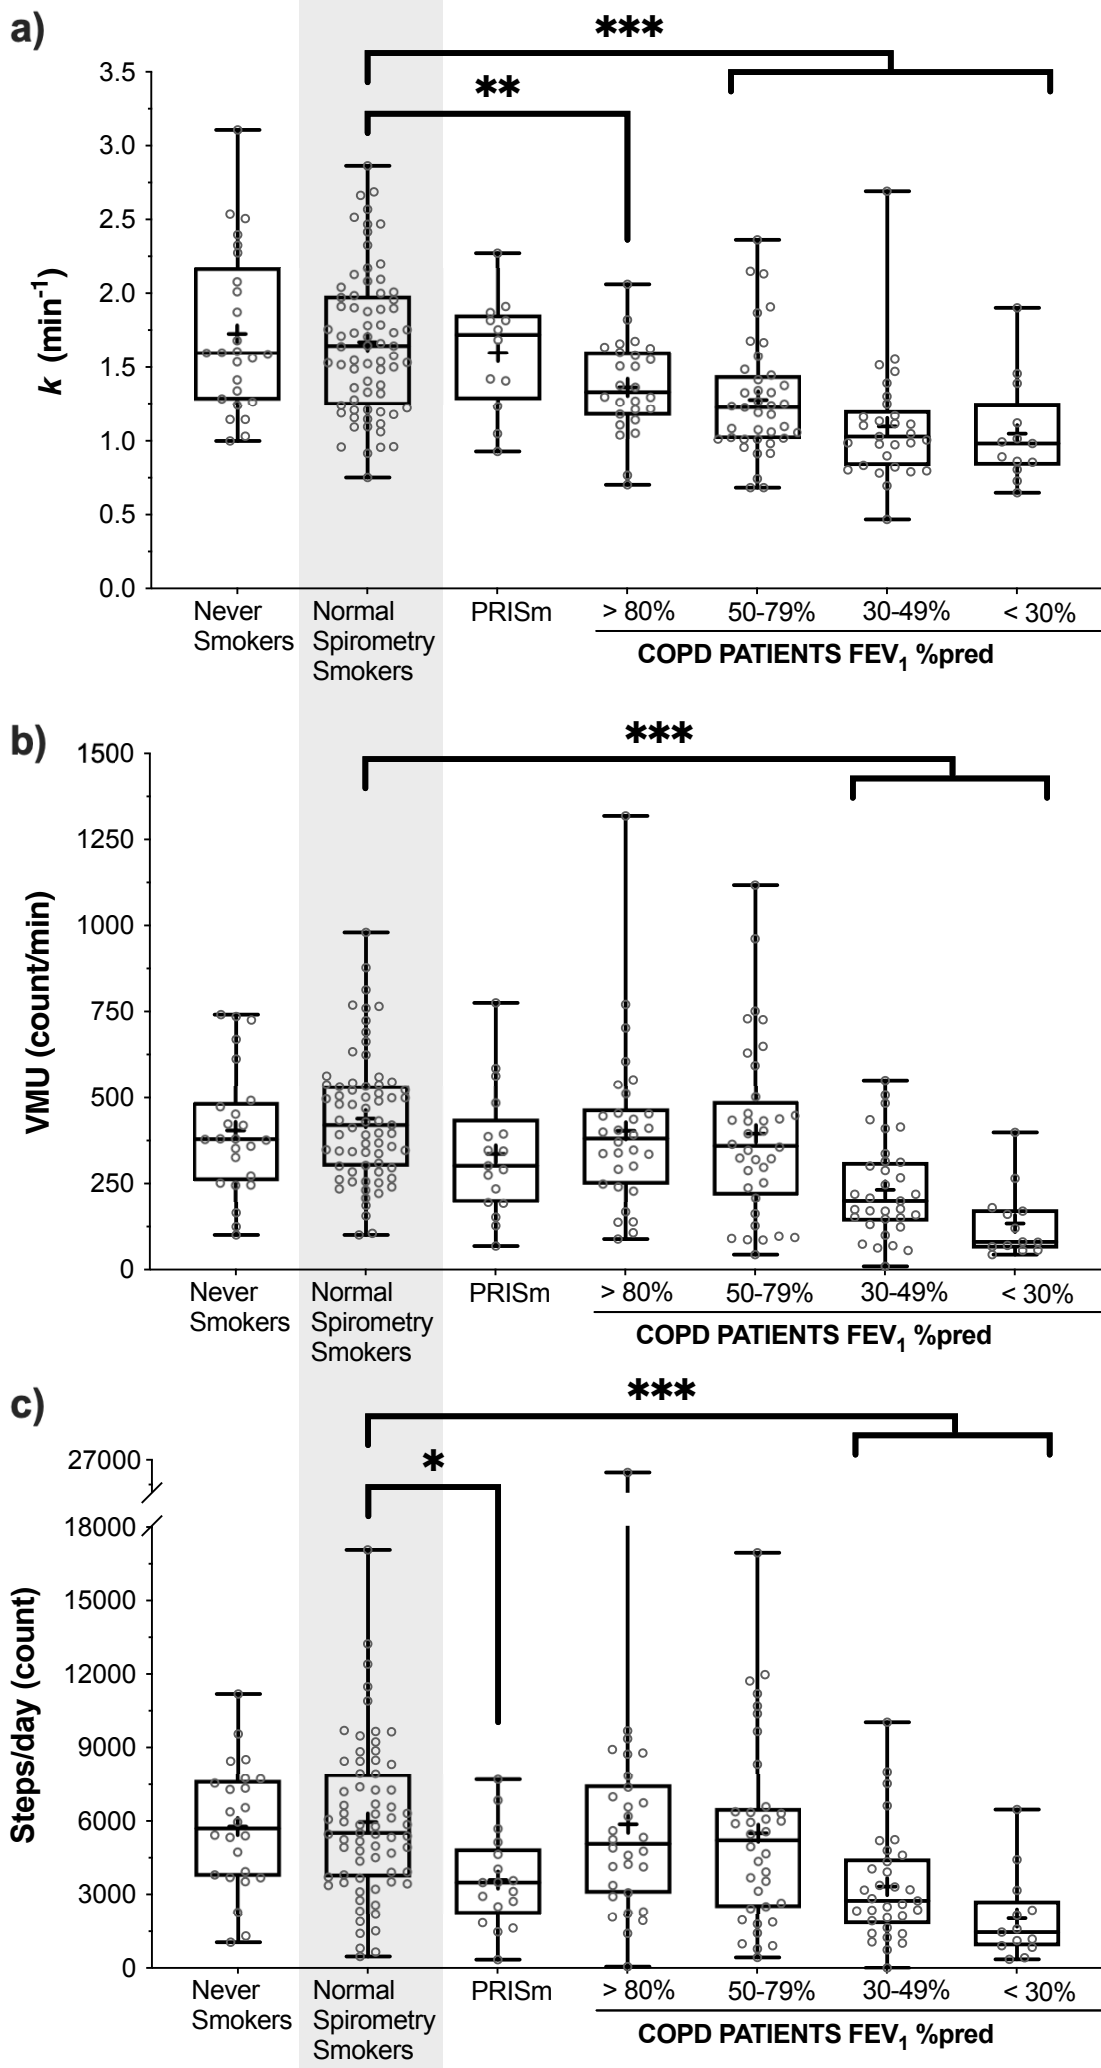 a)
***
**
3.5
3.0
2.5
2.0
1.5
1.0
0.5
0.0
k (min⁻¹)
Never Smokers
Normal Spirometry Smokers
PRISm
> 80%
50-79%
30-49%
< 30%
COPD PATIENTS FEV₁ %pred
b)
***
1500
1250
1000
750
500
250
0
VMU (count/min)
Never Smokers
Normal Spirometry Smokers
PRISm
> 80%
50-79%
30-49%
< 30%
COPD PATIENTS FEV₁ %pred
c)
***
*
27000
18000
15000
12000
9000
6000
3000
0
Steps/day (count)
Never Smokers
Normal Spirometry Smokers
PRISm
> 80%
50-79%
30-49%
< 30%
COPD PATIENTS FEV₁ %pred